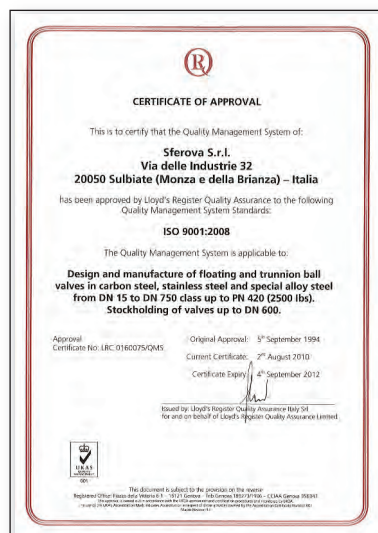 LR
CERTIFICATE OF APPROVAL
This is to certify that the Quality Management System of:
Sferova S.r.l.
Via delle Industrie 32
20050 Sulbiate (Monza e della Brianza) – Italia
has been approved by Lloyd's Register Quality Assurance to the following
Quality Management System Standards:
ISO 9001:2008
The Quality Management System is applicable to:
Design and manufacture of floating and trunnion ball
valves in carbon steel, stainless steel and special alloy steel
from DN 15 to DN 750 class up to PN 420 (2500 lbs).
Stockholding of valves up to DN 600.
Approval
Certificate No: LRC 0160075/QMS
Original Approval: 5th September 1994
Current Certificate: 2nd August 2010
Certificate Expiry: 4th September 2012
Issued by: Lloyd's Register Quality Assurance Italy Srl
for and on behalf of Lloyd's Register Quality Assurance Limited
UKAS
QUALITY
MANAGEMENT
001
This document is subject to the provision on the reverse